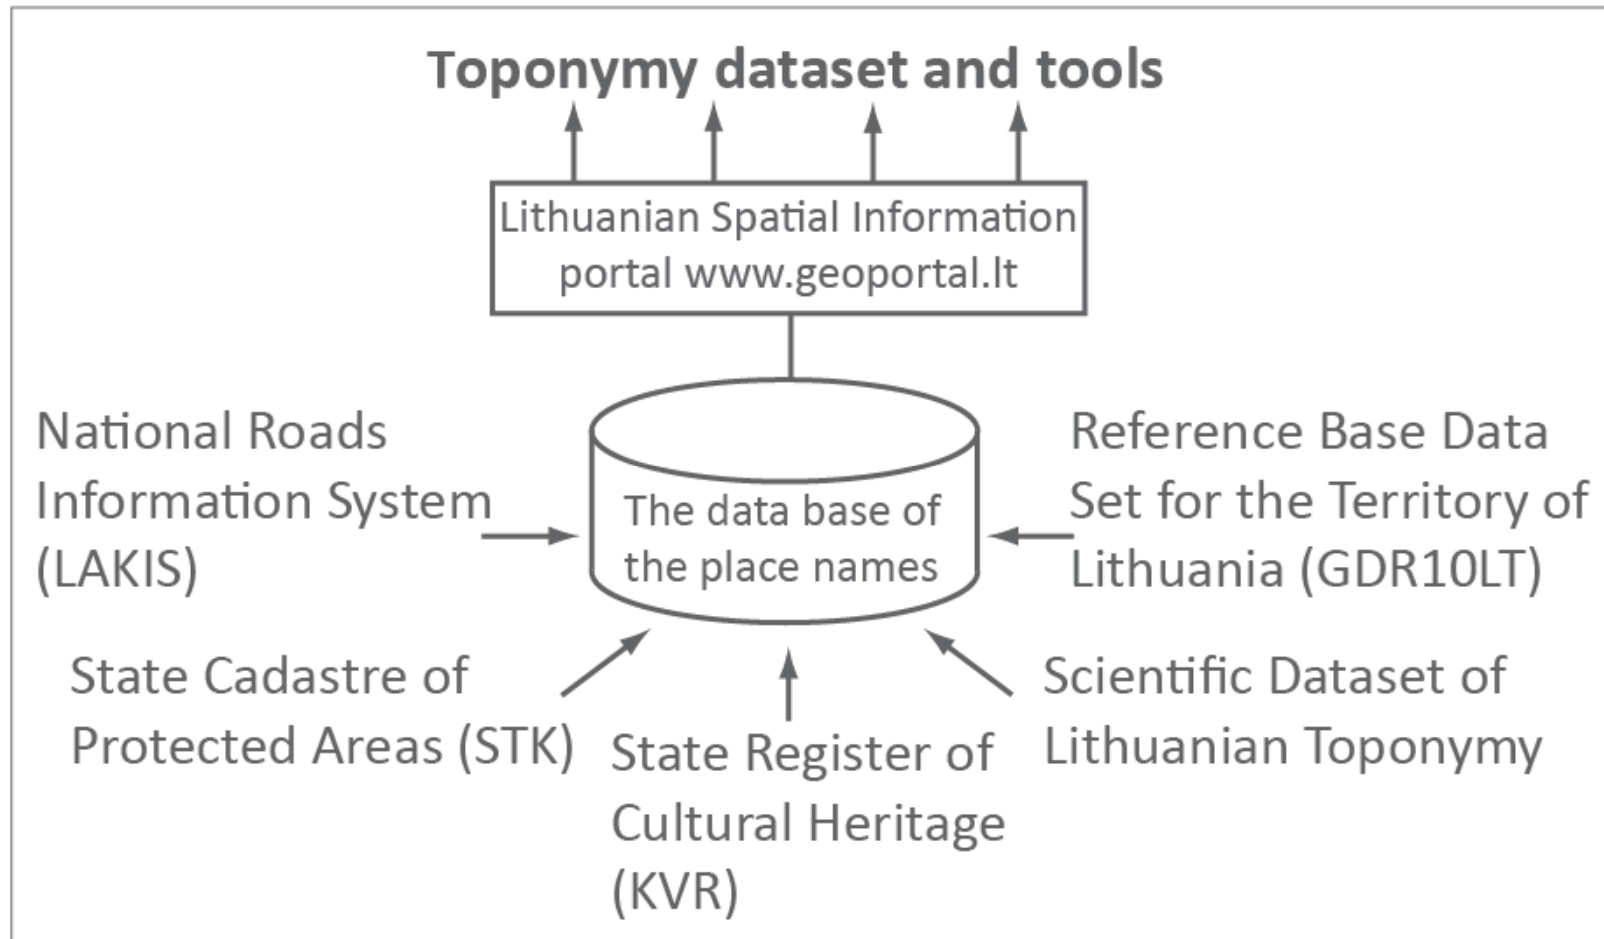 Toponymy dataset and tools
Lithuanian Spatial Information
portal www.geoportal.lt
National Roads
Information System
(LAKIS)
The data base of
the place names
Reference Base Data
Set for the Territory of
Lithuania (GDR10LT)
State Cadastre of
Protected Areas (STK)
State Register of
Cultural Heritage
(KVR)
Scientific Dataset of
Lithuanian Toponymy